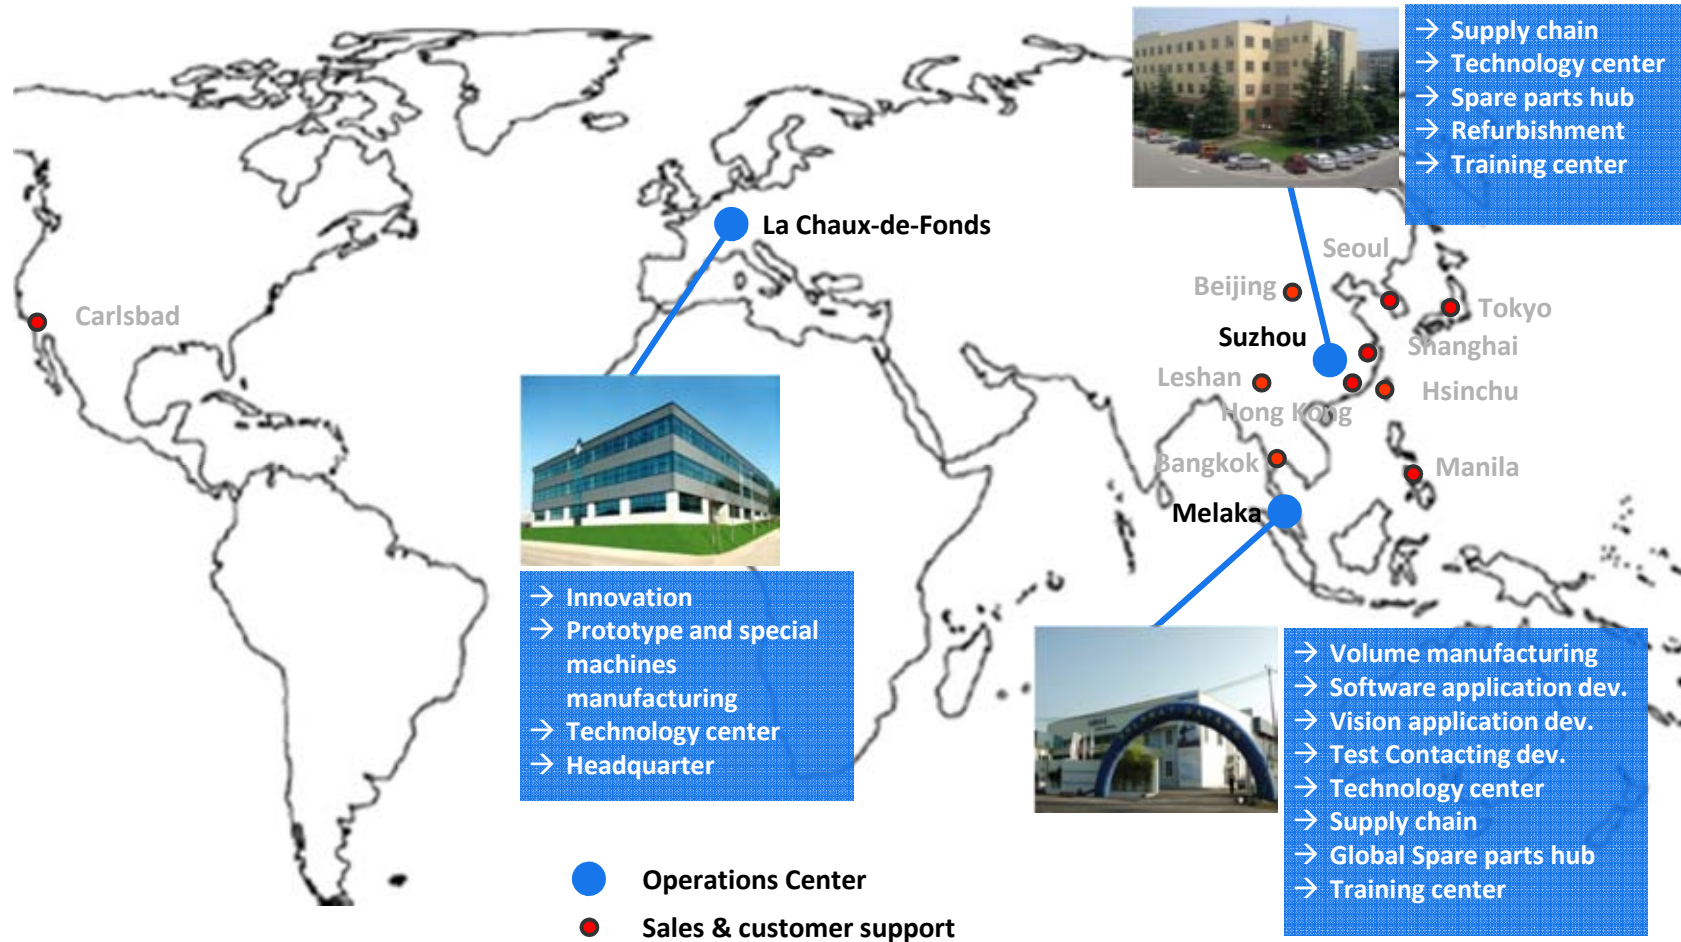 → Supply chain
→ Technology center
→ Spare parts hub
→ Refurbishment
→ Training center
La Chaux-de-Fonds
Seoul
Beijing
Carlsbad
Tokyo
Suzhou
Shanghai
Leshan
Hsinchu
Hong Kong
Bangkok
Manila
Melaka
→ Innovation
→ Prototype and special
machines
manufacturing
→ Technology center
→ Headquarter
→ Volume manufacturing
→ Software application dev.
→ Vision application dev.
→ Test Contacting dev.
→ Technology center
→ Supply chain
→ Global Spare parts hub
→ Training center
Operations Center
Sales & customer support